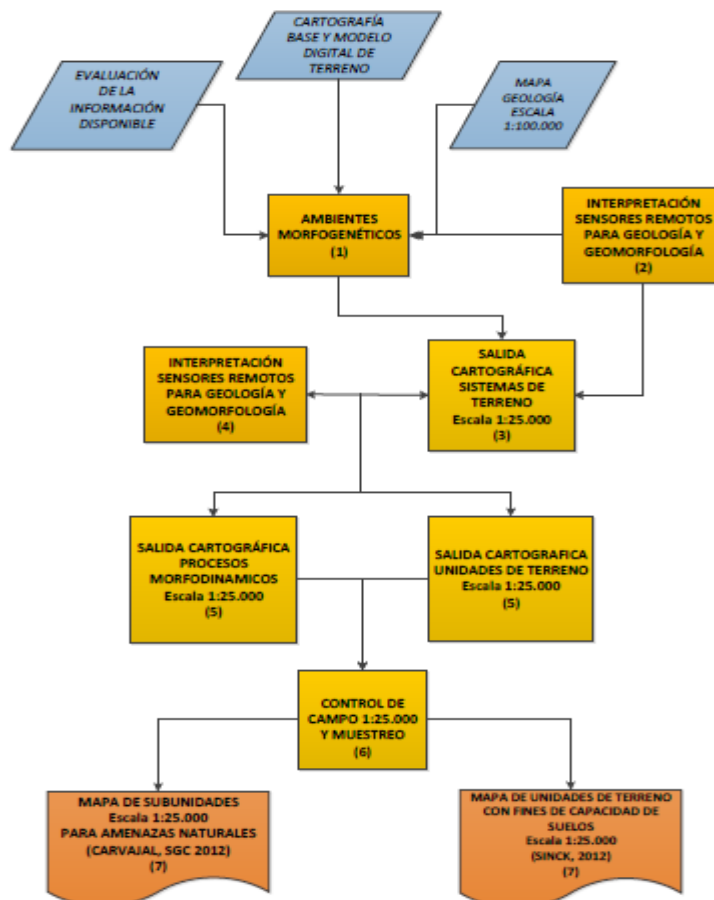 CARTOGRAFÍA
BASE Y MODELO
DIGITAL DE
TERRENO
EVALUACIÓN
DE LA
INFORMACIÓN
DISPONIBLE
MAPA
GEOLOGÍA
ESCALA
1:100.000
AMBIENTES
MORFOGENÉTICOS
(1)
INTERPRETACIÓN
SENSORES REMOTOS
PARA GEOLOGÍA Y
GEOMORFOLOGÍA
(2)
SALIDA
CARTOGRÁFICA
SISTEMAS DE
TERRENO
Escala 1:25.000
(3)
INTERPRETACIÓN
SENSORES REMOTOS
PARA GEOLOGÍA Y
GEOMORFOLOGÍA
(4)
SALIDA CARTOGRÁFICA
PROCESOS
MORFODINAMICOS
Escala 1:25.000
(5)
SALIDA CARTOGRAFICA
UNIDADES DE TERRENO
Escala 1:25.000
(5)
CONTROL DE
CAMPO 1:25.000
Y MUESTREO
(6)
MAPA DE SUBUNIDADES
Escala 1:25.000
PARA AMENAZAS NATURALES
(CARVAJAL, SGC 2012)
(7)
MAPA DE UNIDADES DE TERRENO
CON FINES DE CAPACIDAD DE
SUELOS
Escala 1:25.000
(SINCK, 2012)
(7)